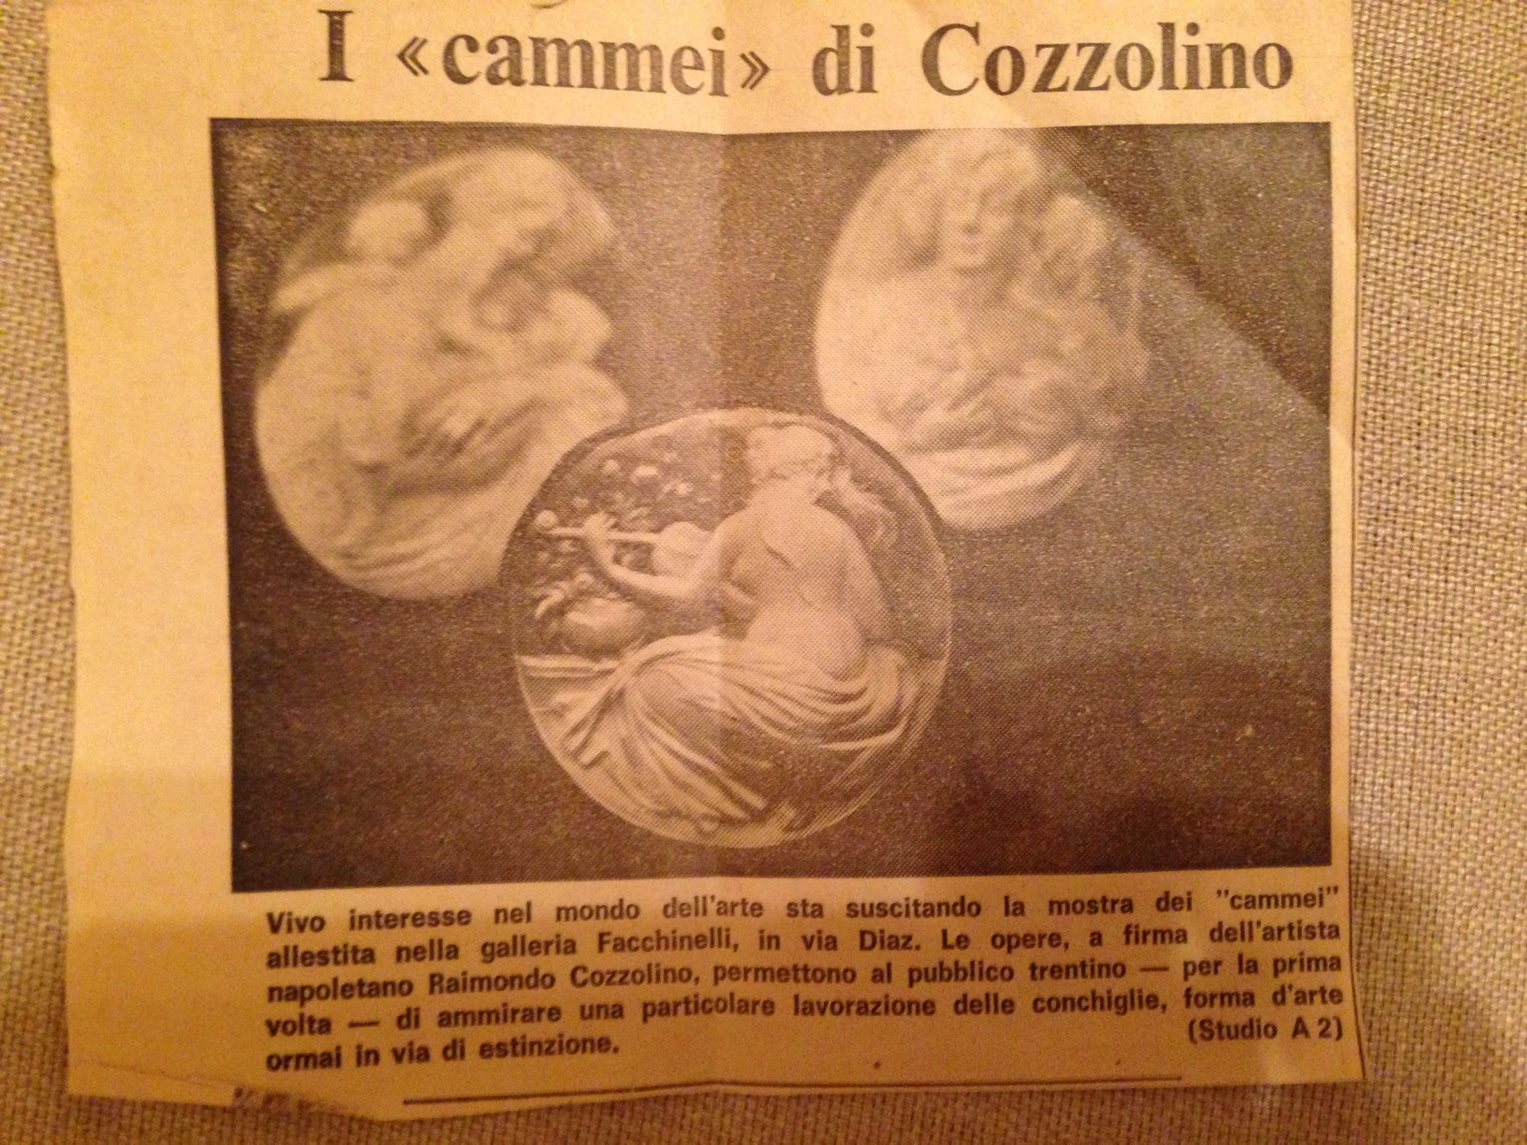 I «cammei» di Cozzolino
Vivo interesse nel mondo dell'arte sta suscitando la mostra dei "cammei"
allestita nella galleria Facchinelli, in via Diaz. Le opere, a firma dell'artista
napoletano Raimondo Cozzolino, permettono al pubblico trentino — per la prima
volta — di ammirare una particolare lavorazione delle conchiglie, forma d'arte
ormai in via di estinzione. (Studio A 2)